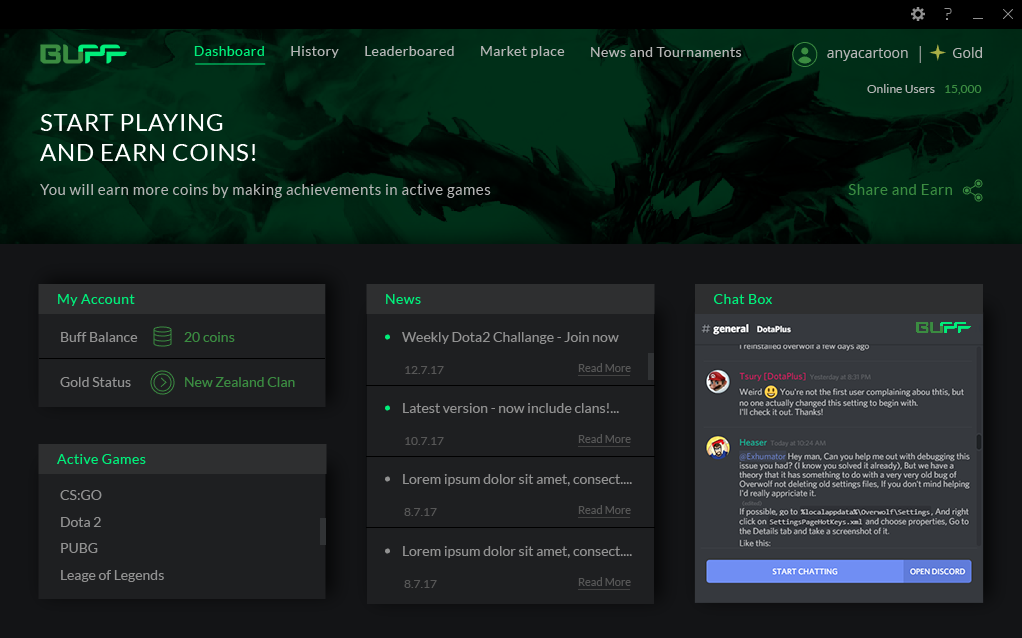 ?
BUFF
Dashboard
History
Leaderboared
Market place
News and Tournaments
anyacartoon | Gold
Online Users 15,000
START PLAYING
AND EARN COINS!
You will earn more coins by making achievements in active games
Share and Earn
My Account
Buff Balance 20 coins
Gold Status New Zealand Clan
Active Games
CS:GO
Dota 2
PUBG
Leage of Legends
News
Weekly Dota2 Challange - Join now
12.7.17 Read More
Latest version - now include clans!...
10.7.17 Read More
Lorem ipsum dolor sit amet, consect....
8.7.17 Read More
Lorem ipsum dolor sit amet, consect....
8.7.17 Read More
Chat Box
# general DotaPlus BUFF
I reinstalled overwolf a few days ago
Tsury [DotaPlus] Yesterday at 8:31 PM
Weird 😃 You're not the first user complaining abou thtis, but
no one actually changed this setting to begin with.
I'll check it out. Thanks!
Heaser Today at 10:24 AM
@Exhumator Hey man, Can you help me out with debugging this
issue you had? (I know you solved it already), But we have a
theory that it has something to do with a very very old bug of
Overwolf not deleting old settings files, If you don't mind helping
I'd really appriciate it.
(edited)
If possible, go to %localappdata%\Overwolf\Settings, And right
click on SettingsPageHotKeys.xml and choose properties, Go to
the Details tab and take a screenshot of it.
Like this:
START CHATTING
OPEN DISCORD